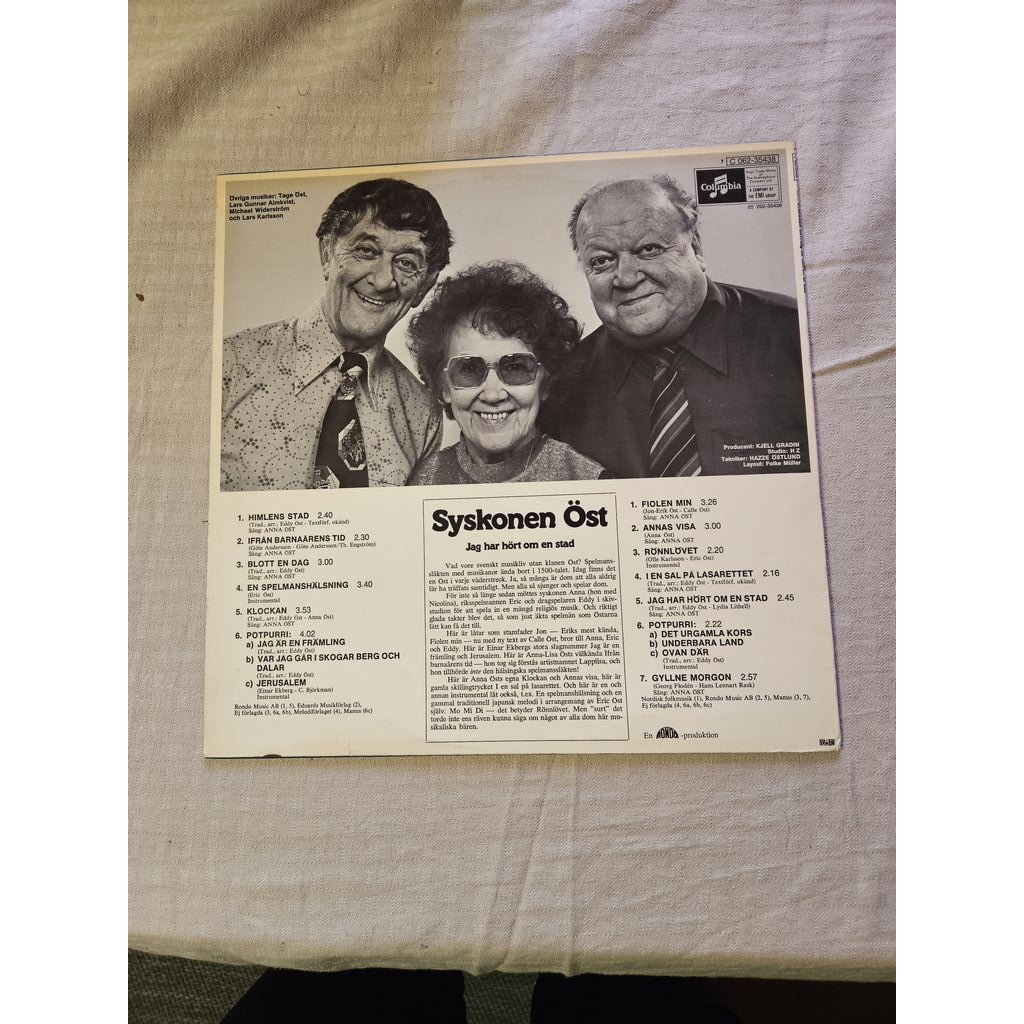 Övriga musiker: Tage Öst,
Lars Gunnar Almkvist,
Michael Widerström
och Lars Karlsson
C 062-35438
Columbia
A COMPANY OF
THE EMI GROUP
262-35438
Producent: KJELL GRADIN
Studio: HZ
Tekniker: HAZZE ÖSTLUND
Layout: Folke Müller
1. HIMLENS STAD 2.40
(Trad., arr.: Eddy Öst - Textförf. okänd)
Sång: ANNA ÖST
2. IFRÅN BARNAÅRENS TID 2.30
(Göte Andersson - Göte Andersson/Th. Engström)
Sång: ANNA ÖST
3. BLOTT EN DAG 3.00
(Trad., arr.: Eddy Öst)
Sång: ANNA ÖST
4. EN SPELMANSHÄLSNING 3.40
(Eric Öst)
Instrumental
5. KLOCKAN 3.53
(Trad., arr.: Eddy Öst - Anna Öst)
Sång: ANNA ÖST
6. POTPURRI: 4.02
a) JAG ÄR EN FRÄMLING
(Trad., arr.: Eddy Öst)
b) VAR JAG GÅR I SKOGAR BERG OCH
DALAR
(Trad., arr.: Eddy Öst)
c) JERUSALEM
(Einar Ekberg - C. Björkman)
Instrumental
Rondo Music AB (1, 5), Eduards Musikförlag (2),
Ej förlagda (3, 6a, 6b), Melodiförlaget (4), Manus (6c)
Syskonen Öst
Jag har hört om en stad
Vad vore svenskt musikliv utan klanen Öst? Spelmans-
släkten med musikanor ända bort i 1500-talet. Idag finns det
en Öst i varje väderstreck. Ja, så många är dom att alla aldrig
lär ha träffats samtidigt. Men alla så sjunger och spelar dom.
För inte så länge sedan möttes syskonen Anna (hon med
Nicolina), riksspelmannen Eric och dragspelaren Eddy i skiv-
studion för att spela in en mängd religiös musik. Och riktigt
glada takter blev det, så som just äkta spelmän som Östarna
lätt kan få det till.
Här är låtar som stamfader Jon — Eriks mest kända,
Fiolen min — nu med ny text av Calle Öst, bror till Anna, Eric
och Eddy. Här är Einar Ekbergs stora slagnummer Jag är en
främling och Jerusalem. Här är Anna-Lisa Östs välkända Ifrån
barnaårens tid — hon tog sig förstås artistnamnet Lapplisa, och
hon tillhörde inte den hälsingska spelmanssläkten!
Här är Anna Östs egna Klockan och Annas visa, här är
gamla skillingtrycket I en sal på lasarettet. Och här är en och
annan instrumental låt också, t.ex. En spelmanshälsning och en
gammal traditionell japansk melodi i arrangemang av Eric Öst
själv: Mo Mi Di — det betyder Rönnlövet. Men "surt" det
torde inte ens räven kunna säga om något av alla dom här mu-
sikaliska bären.
1. FIOLEN MIN 3.26
(Jon-Erik Öst - Calle Öst)
Sång: ANNA ÖST
2. ANNAS VISA 3.00
(Anna Öst)
Sång: ANNA ÖST
3. RÖNNLÖVET 2.20
(Olle Karlsson - Eric Öst)
Instrumental
4. I EN SAL PÅ LASARETTET 2.16
(Trad., arr.: Eddy Öst - Textförf. okänd)
Sång: ANNA ÖST
5. JAG HAR HÖRT OM EN STAD 2.45
(Trad., arr.: Eddy Öst - Lydia Lithell)
Sång: ANNA ÖST
6. POTPURRI: 2.22
a) DET URGAMLA KORS
b) UNDERBARA LAND
c) OVAN DÄR
(Trad., arr.: Eddy Öst)
Instrumental
7. GYLLNE MORGON 2.57
(Georg Flodén - Hans Lennart Rask)
Sång: ANNA ÖST
Nordisk folkmusik (1), Rondo Music AB (2, 5), Manus (3, 7),
Ej förlagda (4, 6a, 6b, 6c)
En RONDO -produktion